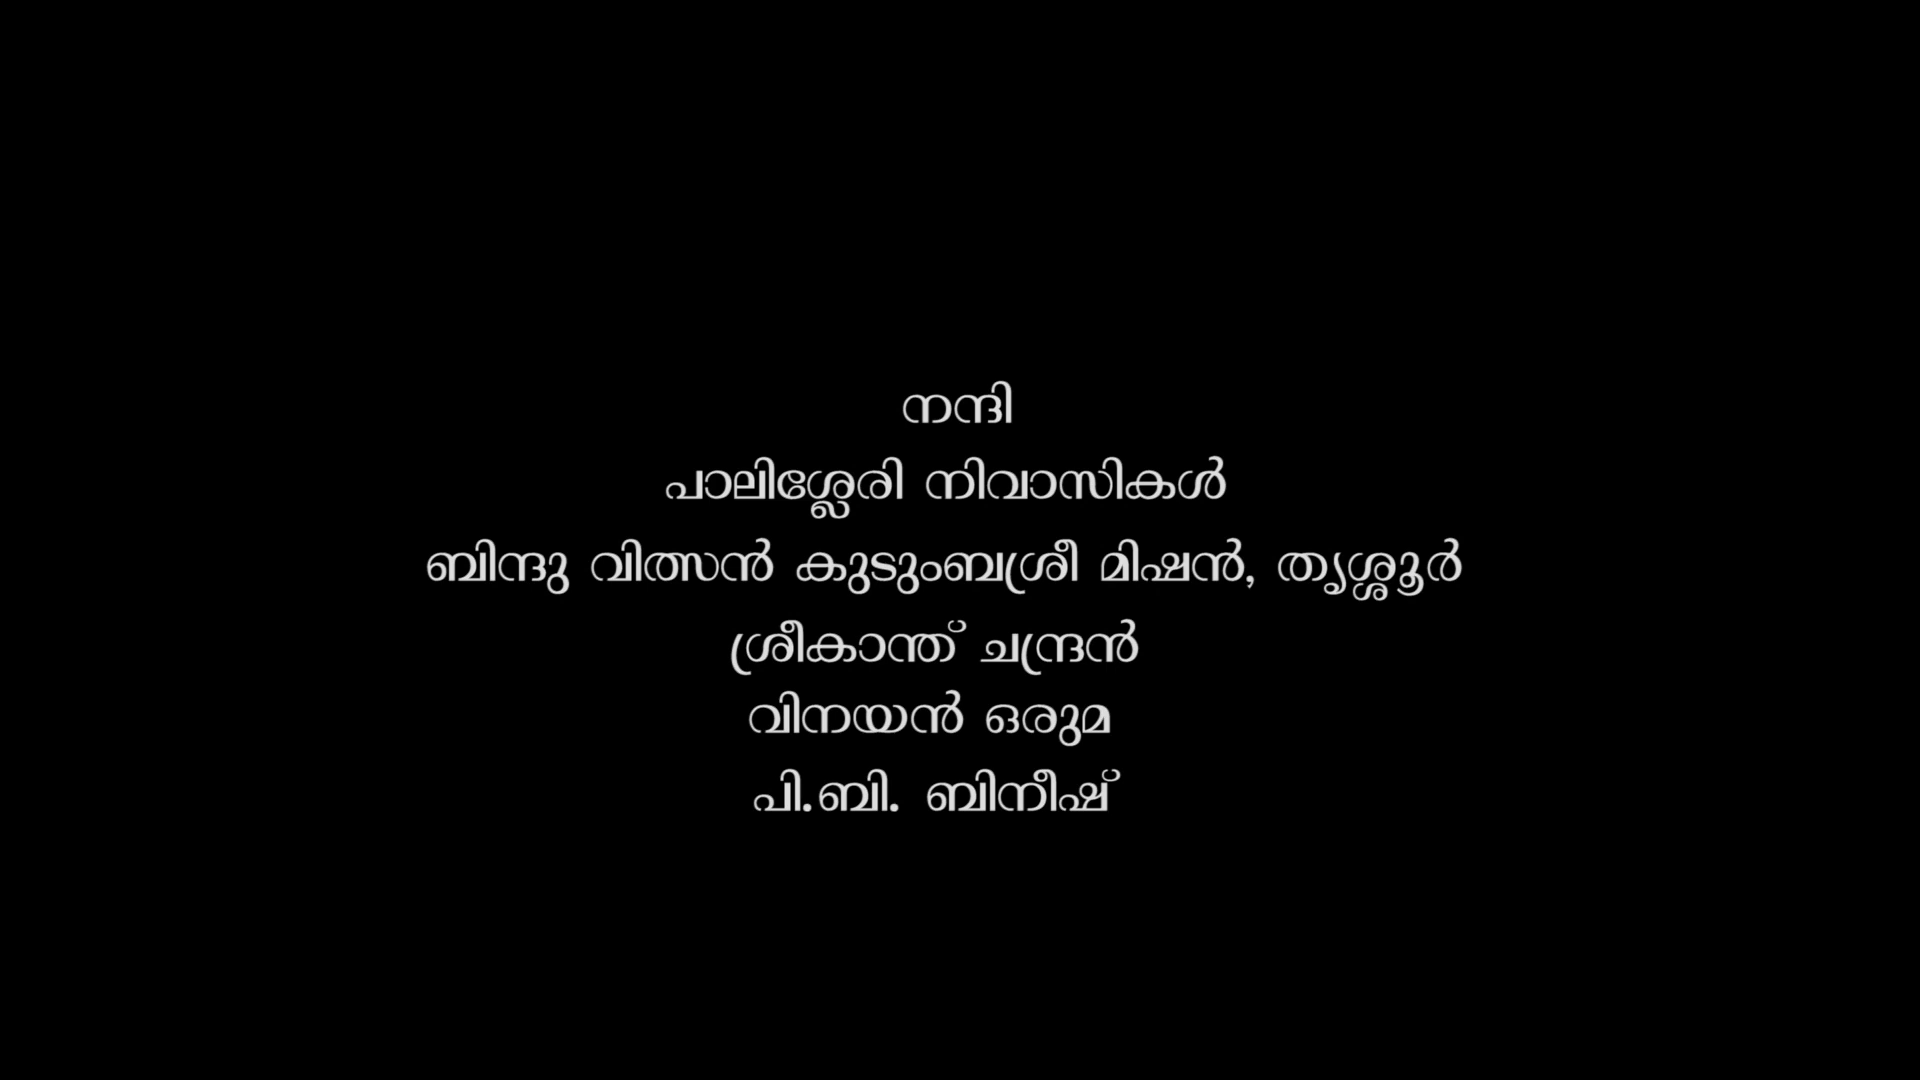 നന്ദി
പാലിശ്ശേരി നിവാസികൾ
ബിന്ദു വിത്സൻ കുടുംബശ്രീ മിഷൻ, തൃശ്ശൂർ
ശ്രീകാന്ത് ചന്ദ്രൻ
വിനയൻ ഒരുമ
പി.ബി. ബിനീഷ്